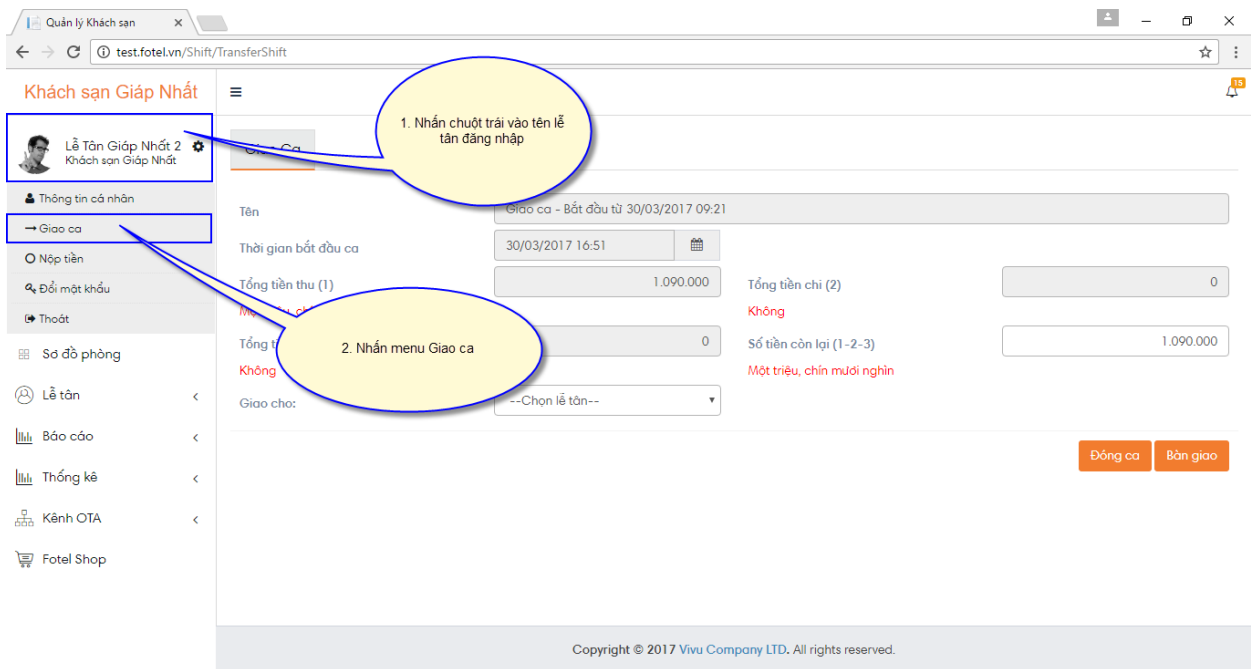 Quản lý Khách sạn
test.fotel.vn/Shift/TransferShift
Khách sạn Giáp Nhất
15
1. Nhấn chuột trái vào tên lễ
tân đăng nhập
Lễ Tân Giáp Nhất 2
Khách sạn Giáp Nhất
Giao Ca
Thông tin cá nhân
Giao ca
Nộp tiền
Đổi mật khẩu
Thoát
Sơ đồ phòng
Lễ tân
Báo cáo
Thống kê
Kênh OTA
Fotel Shop
Tên
Giao ca - Bắt đầu từ 30/03/2017 09:21
Thời gian bắt đầu ca
30/03/2017 16:51
Tổng tiền thu (1)
1.090.000
Tổng tiền chi (2)
0
Không
2. Nhấn menu Giao ca
0
Số tiền còn lại (1-2-3)
1.090.000
Không
Một triệu, chín mươi nghìn
Giao cho:
--Chọn lễ tân--
Đóng ca
Bàn giao
Copyright © 2017 Vivu Company LTD. All rights reserved.